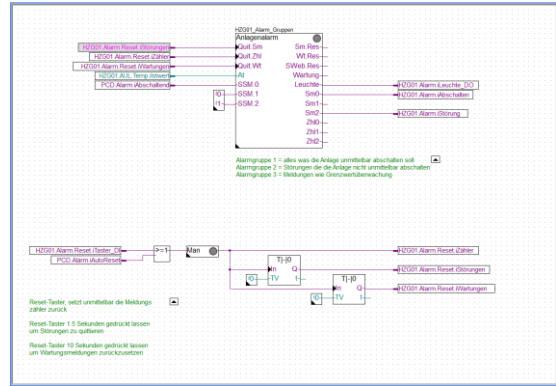 HZG01_Alarm_Gruppen
Anlagenalarm
HZG01.Alarm.Reset.iStörungen
Quit.Sm
Sm.Res
HZG01.Alarm.Reset.iZähler
Quit.Zhl
Wt.Res
HZG01.Alarm.Reset.iWartungen
Quit.Wt
SWeb.Res
HZG01.AUL.Temp.rIstwert
At
Wartung
PCD.Alarm.iAbschaltend
SSM.0
Leuchte
HZG01.Alarm.iLeuchte_DO
SSM.1
Sm0
HZG01.Alarm.iAbschalten
SSM.2
Sm1
Sm2
HZG01.Alarm.iStörung
Zhl0
Zhl1
Zhl2
Alarmgruppe 1 = alles was die Anlage unmittelbar abschalten soll
Alarmgruppe 2 = Störungen die die Anlage nicht unmittelbar abschalten
Alarmgruppe 3 = Meldungen wie Grenzwertüberwachung
HZG01.Alarm.Reset.iTaster_DI
>=1
Man
HZG01.Alarm.Reset.iZähler
PCD.Alarm.iAutoReset
T|-|0
In
Q
HZG01.Alarm.Reset.iStörungen
TV
t
T|-|0
In
Q
HZG01.Alarm.Reset.iWartungen
TV
t
Reset-Taster, setzt unmittelbar die Meldungs
zähler zurück
Reset-Taster 1.5 Sekunden gedrückt lassen
um Störungen zu quittieren
Reset-Taster 10 Sekunden gedrückt lassen
um Wartungsmeldungen zurückzusetzen